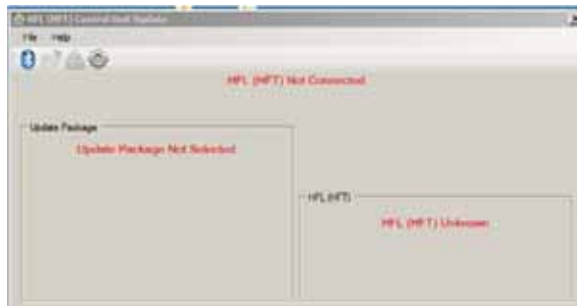 HFL (HFT) Control Unit Update
File Help
HFL (HFT) Not Connected
Update Package
Update Package Not Selected
HFL (HFT)
HFL (HFT) Unknown